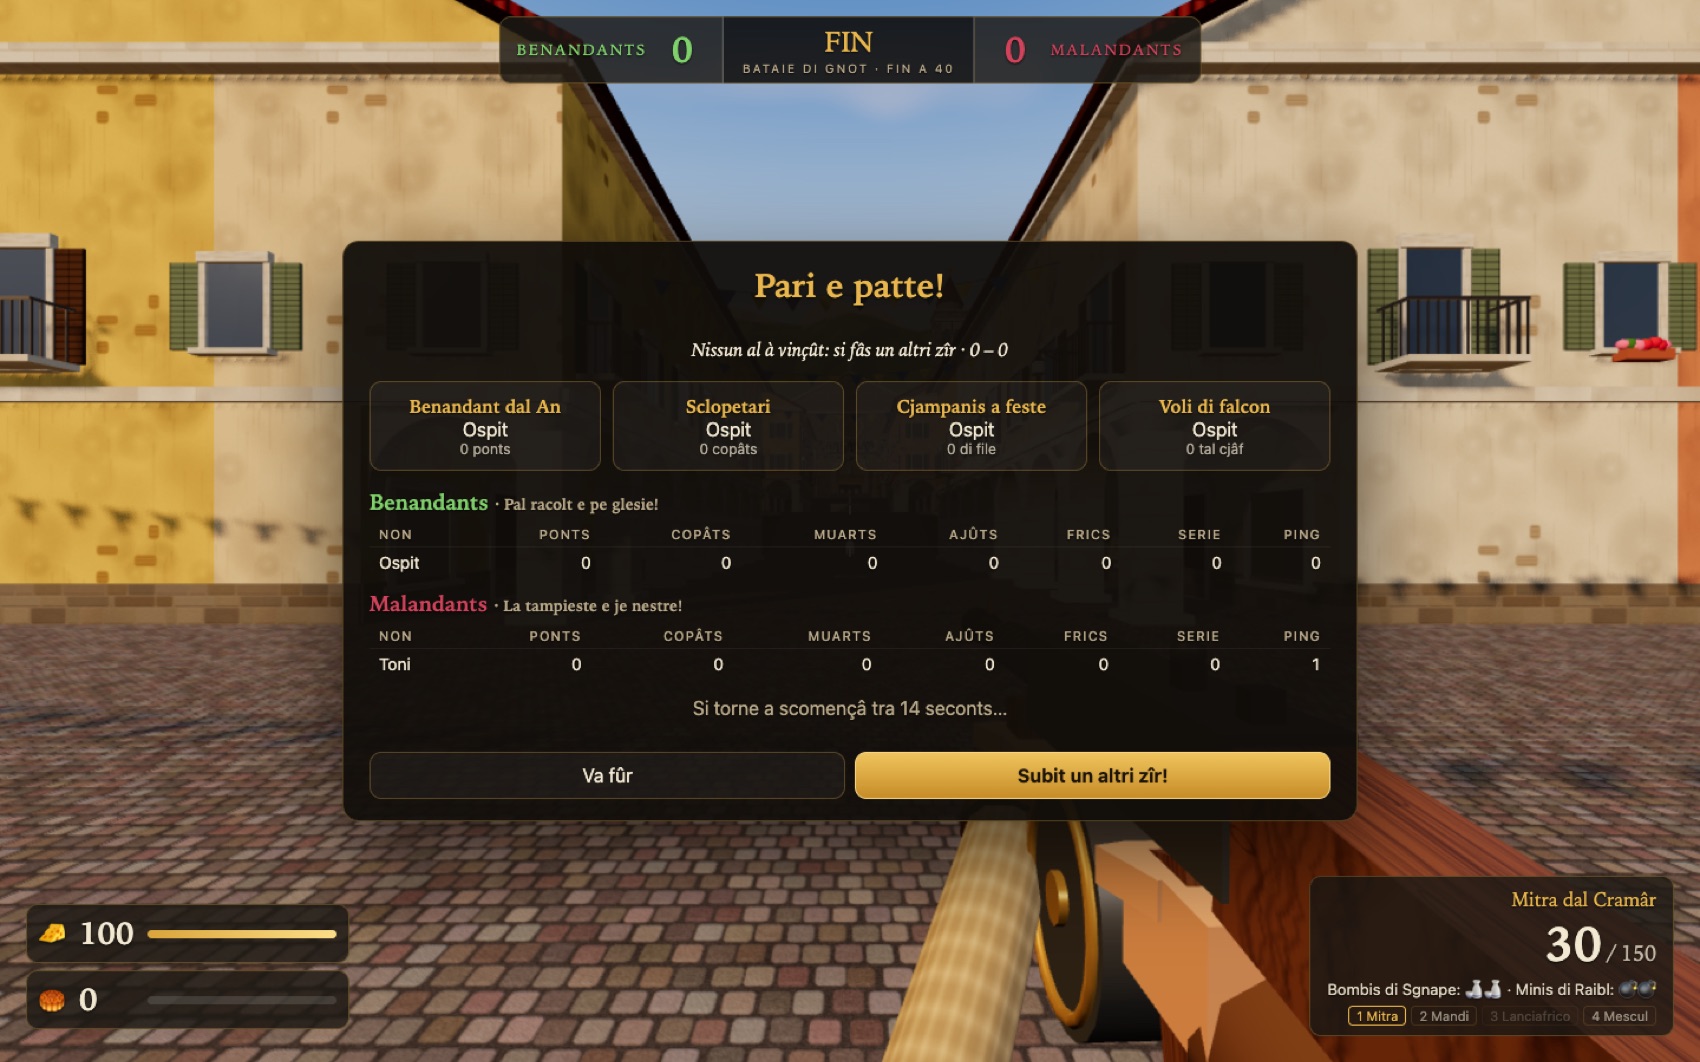 BENANDANTS 0
FIN
BATAIE DI GNOT · FIN A 40
0 MALANDANTS
Pari e patte!
Nissun al à vinçût: si fâs un altri zîr · 0 – 0
Benandant dal An
Ospit
0 ponts
Sclopetari
Ospit
0 copâts
Cjampanis a feste
Ospit
0 di file
Voli di falcon
Ospit
0 tal cjâf
Benandants · Pal racolt e pe glesie!
NON PONTS COPÂTS MUARTS AJÛTS FRICS SERIE PING
Ospit 0 0 0 0 0 0 0
Malandants · La tampieste e je nestre!
NON PONTS COPÂTS MUARTS AJÛTS FRICS SERIE PING
Toni 0 0 0 0 0 0 1
Si torne a scomençâ tra 14 seconts...
Va fûr
Subit un altri zîr!
100
0
Mitra dal Cramâr
30 / 150
Bombis di Sgnape: · Minis di Raibl:
1 Mitra 2 Mandi 3 Lanciafrico 4 Mescul